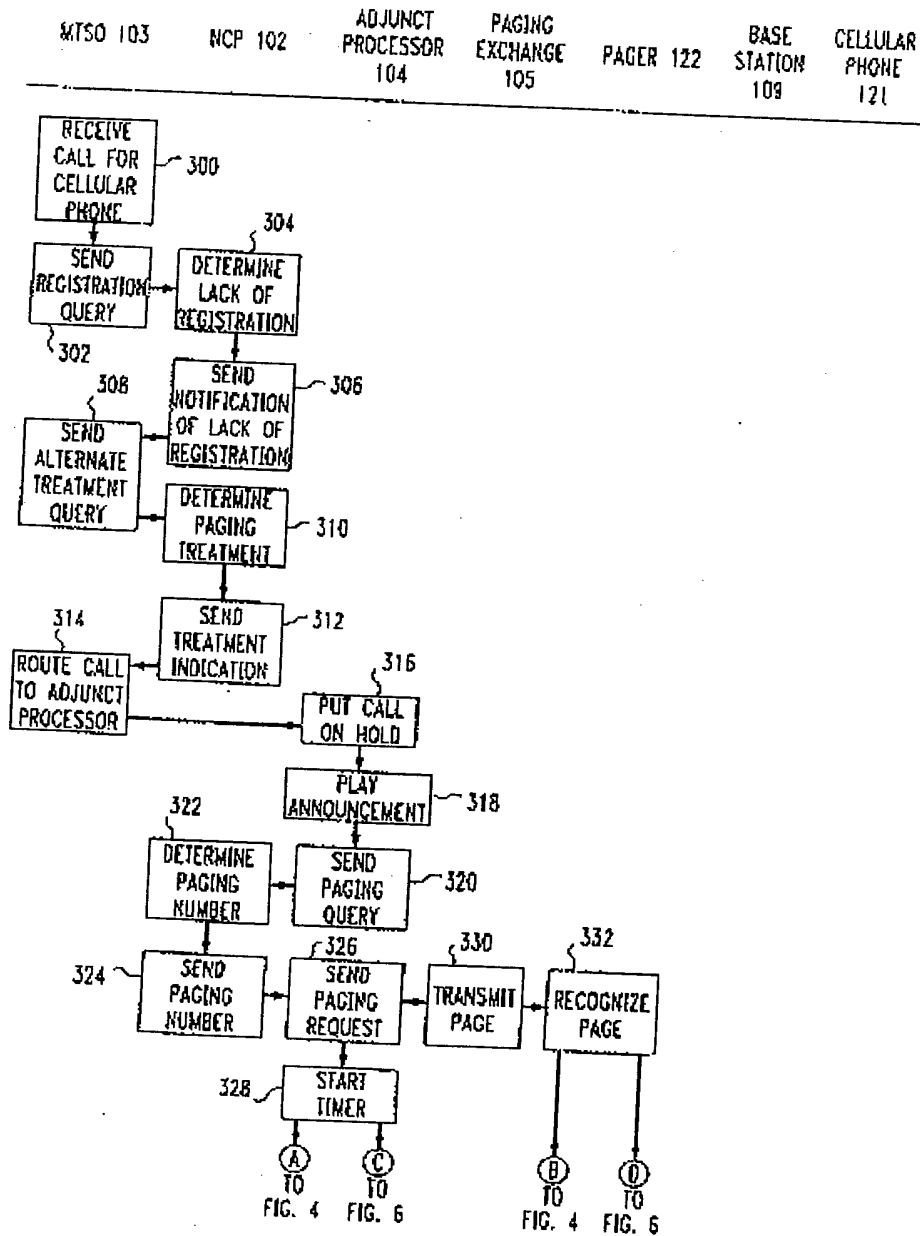 MTSO 103
NCP 102
ADJUNCT
PROCESSOR
104
PAGING
EXCHANGE
105
PAGER 122
BASE
STATION
109
CELLULAR
PHONE
121
RECEIVE
CALL FOR
CELLULAR
PHONE
300
SEND
REGISTRATION
QUERY
302
304
DETERMINE
LACK OF
REGISTRATION
SEND
NOTIFICATION
OF LACK OF
REGISTRATION
306
308
SEND
ALTERNATE
TREATMENT
QUERY
DETERMINE
PAGING
TREATMENT
310
SEND
TREATMENT
INDICATION
312
314
ROUTE CALL
TO ADJUNCT
PROCESSOR
316
PUT CALL
ON HOLD
PLAY
ANNOUNCEMENT
318
SEND
PAGING
QUERY
320
322
DETERMINE
PAGING
NUMBER
324
SEND
PAGING
NUMBER
326
SEND
PAGING
REQUEST
330
TRANSMIT
PAGE
332
RECOGNIZE
PAGE
328
START
TIMER
A
TO
FIG. 4
C
TO
FIG. 6
B
TO
FIG. 4
D
TO
FIG. 6